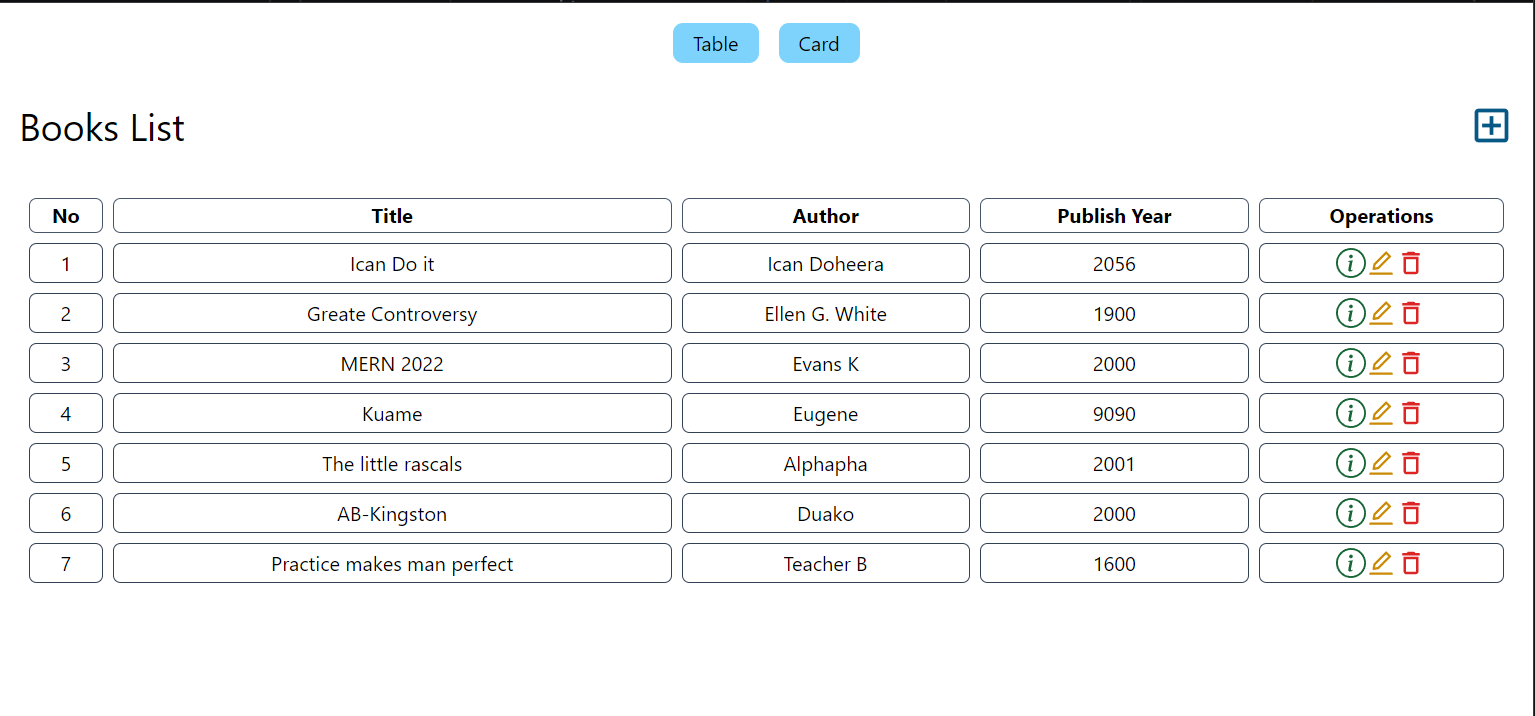 Table Card
Books List
No Title Author Publish Year Operations
1 Ican Do it Ican Doheera 2056
2 Greate Controversy Ellen G. White 1900
3 MERN 2022 Evans K 2000
4 Kuame Eugene 9090
5 The little rascals Alphapha 2001
6 AB-Kingston Duako 2000
7 Practice makes man perfect Teacher B 1600